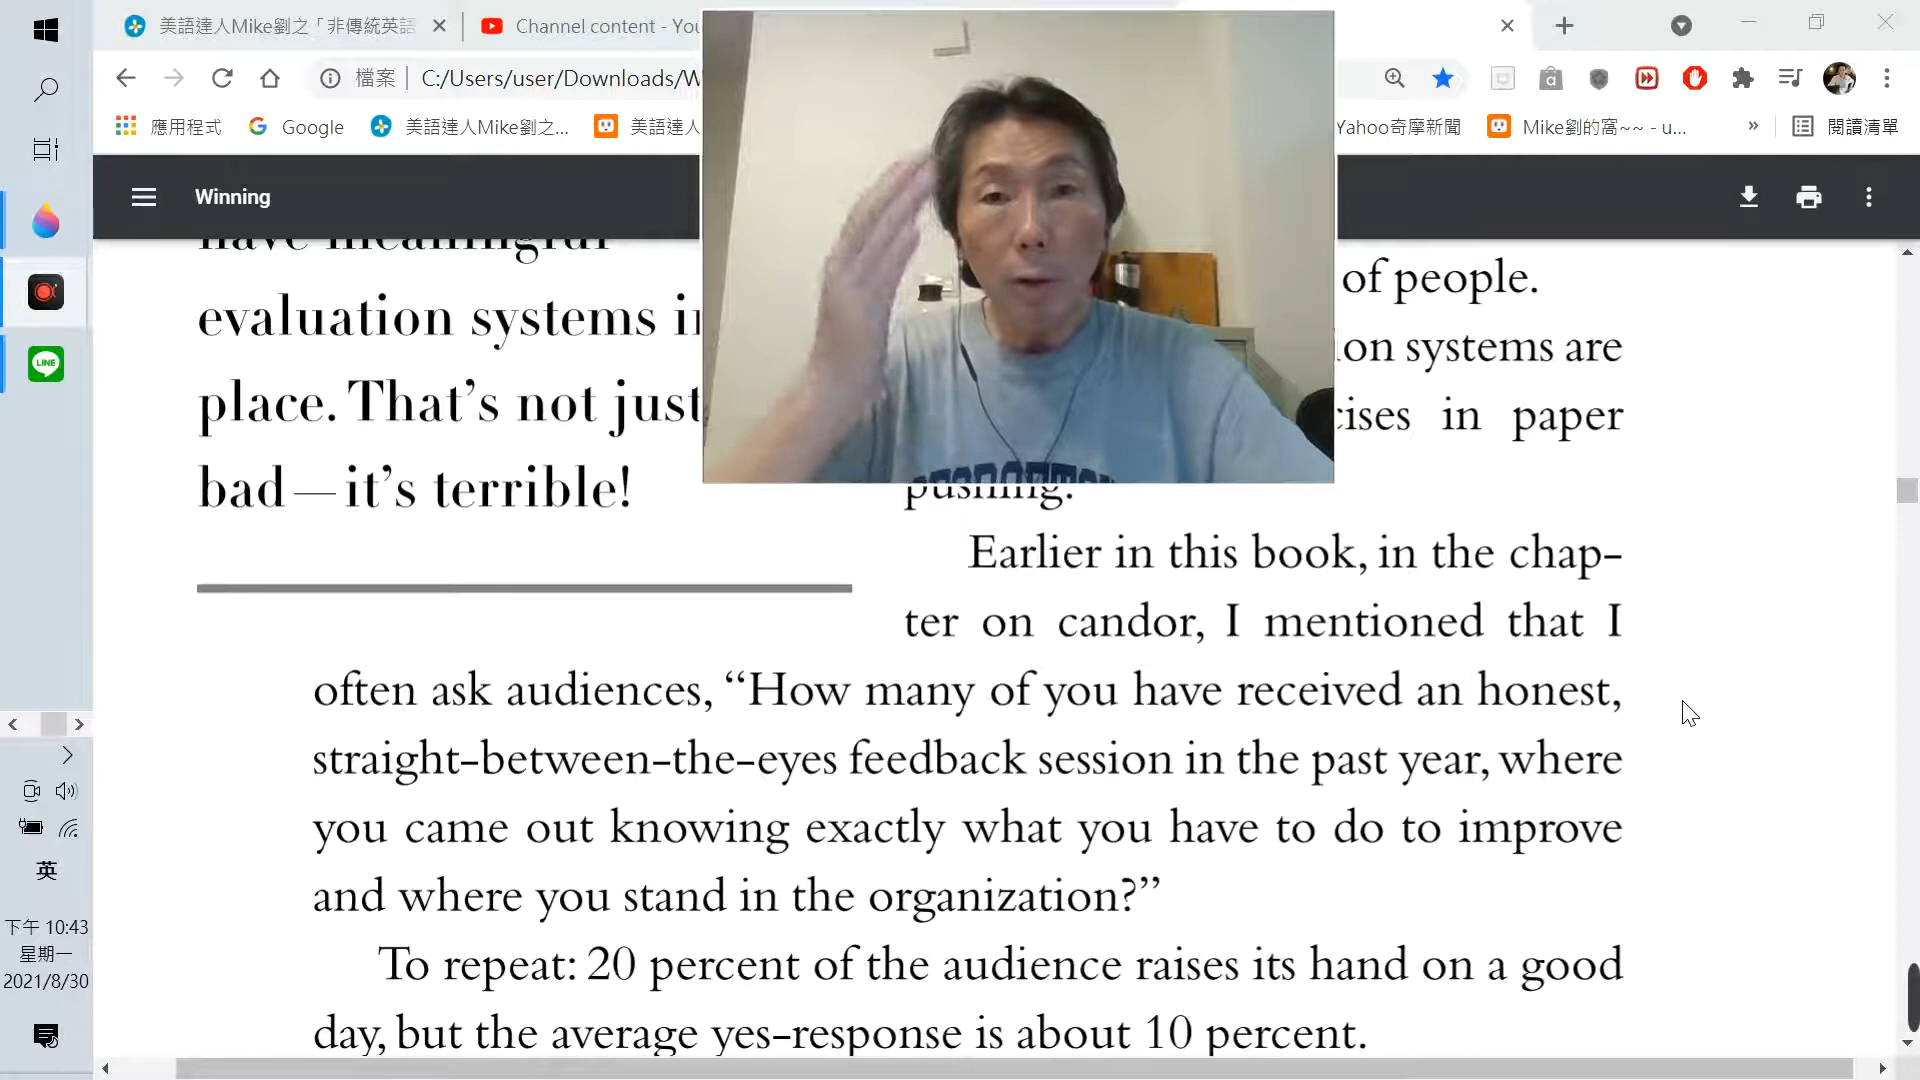 美語達人Mike劉之「非傳統英語
Channel content - You
檔案
C:/Users/user/Downloads/W
應用程式
Google
美語達人Mike劉之...
美語達人
Yahoo奇摩新聞
Mike劉的窩~~ - u...
»
閱讀清單
Winning
have meaningful
evaluation systems in
place. That's not just
bad—it's terrible!
of people.
ion systems are
cises in paper
pushing.
Earlier in this book, in the chap-
ter on candor, I mentioned that I
often ask audiences, “How many of you have received an honest,
straight-between-the-eyes feedback session in the past year, where
you came out knowing exactly what you have to do to improve
and where you stand in the organization?”
To repeat: 20 percent of the audience raises its hand on a good
day, but the average yes-response is about 10 percent.
LINE
英
下午 10:43
星期一
2021/8/30